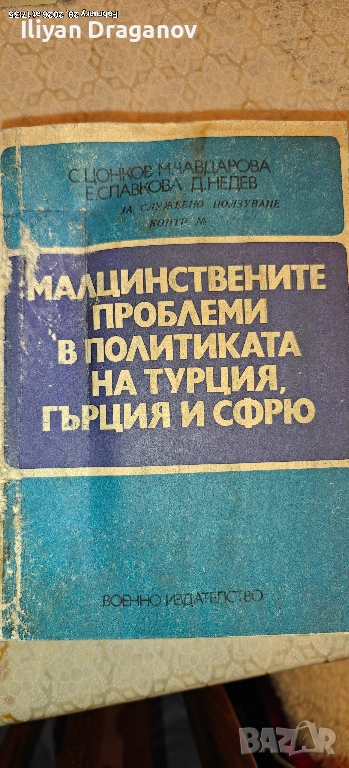 Iliyan Draganov
С. ЦОНКОВ М. ЧАВДАРОВА
Е. СЛАВКОВА Д. НЕДЕВ
ЗА СЛУЖЕБНО ПОЛЗУВАНЕ
КОНТР. №
МАЛЦИНСТВЕНИТЕ
ПРОБЛЕМИ
В ПОЛИТИКАТА
НА ТУРЦИЯ,
ГЪРЦИЯ И СФРЮ
ВОЕННО ИЗДАТЕЛСТВО
BAZAR